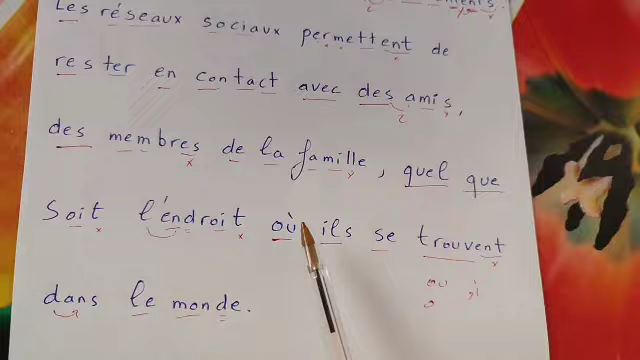 Les réseaux sociaux permettent de
rester en contact avec des amis,
des membres de la famille, quel que
Soit l'endroit où ils se trouvent
dans le monde.